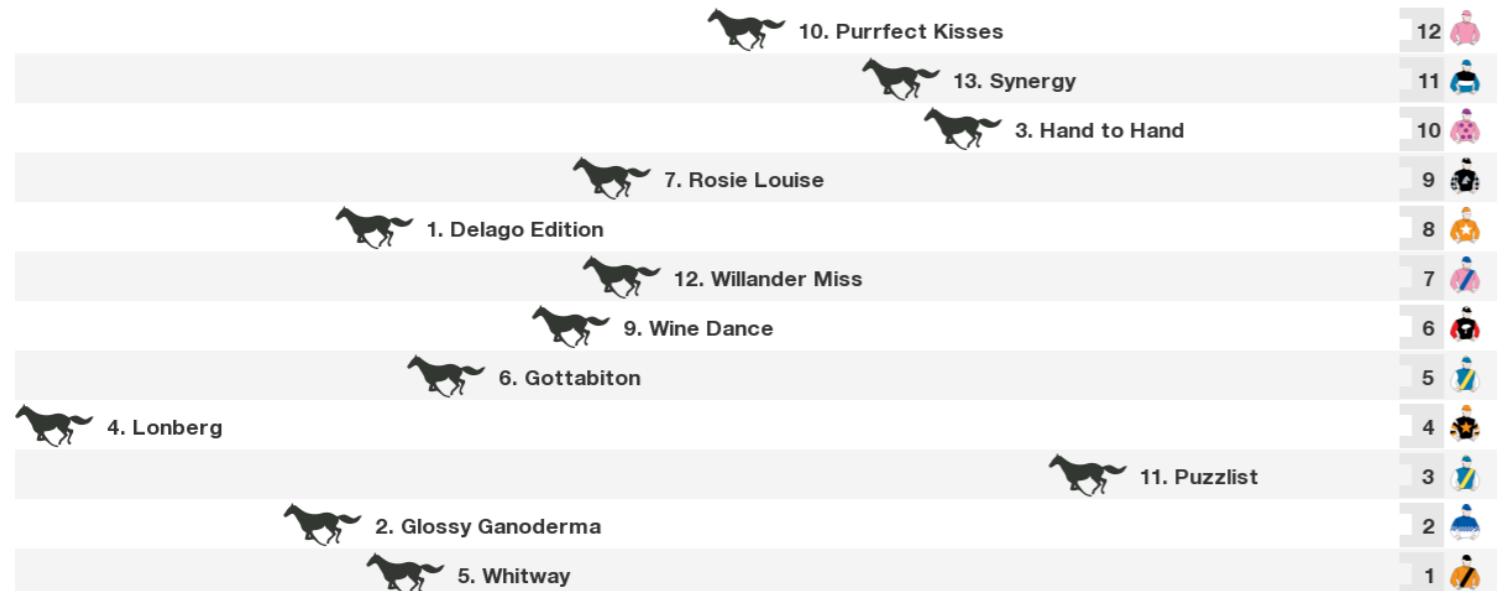 10. Purrfect Kisses 12
13. Synergy 11
3. Hand to Hand 10
7. Rosie Louise 9
1. Delago Edition 8
12. Willander Miss 7
9. Wine Dance 6
6. Gottabiton 5
4. Lonberg 4
11. Puzzlist 3
2. Glossy Ganoderma 2
5. Whitway 1